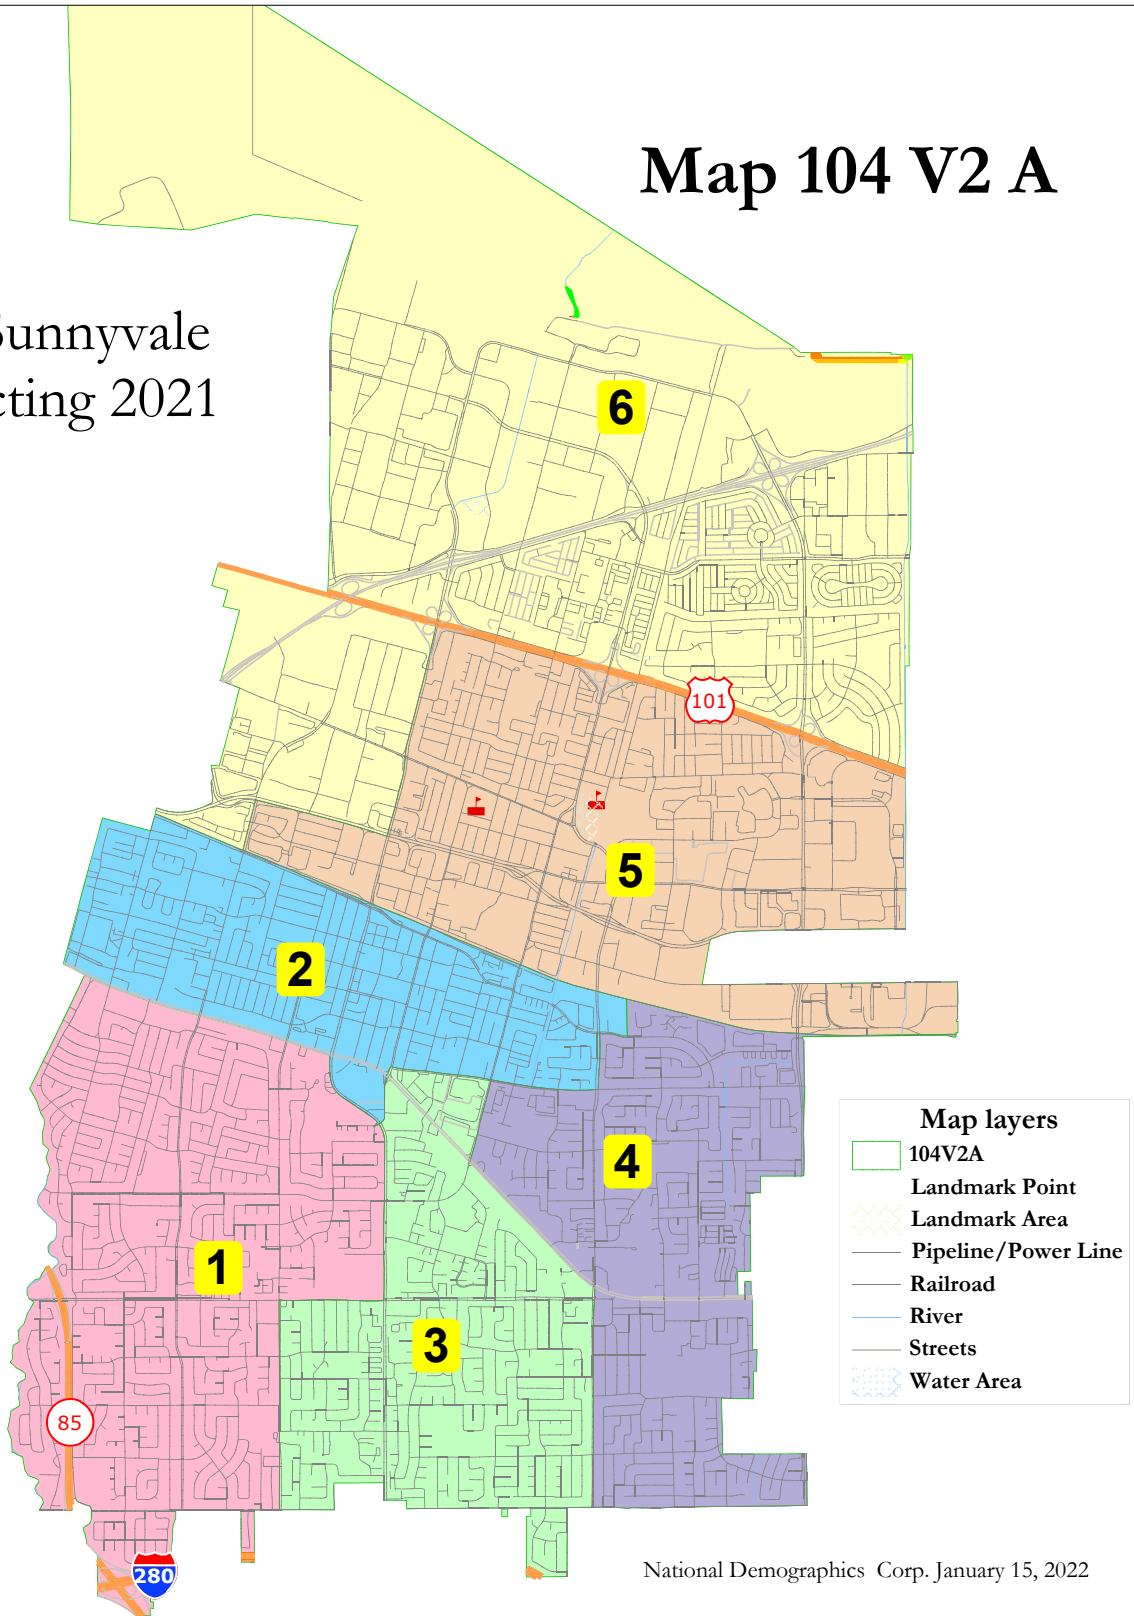 Map 104 V2 A
unnyvale
cting 2021
6
101
5
2
4
1
3
85
280
Map layers
104V2A
Landmark Point
Landmark Area
Pipeline/Power Line
Railroad
River
Streets
Water Area
National Demographics Corp. January 15, 2022